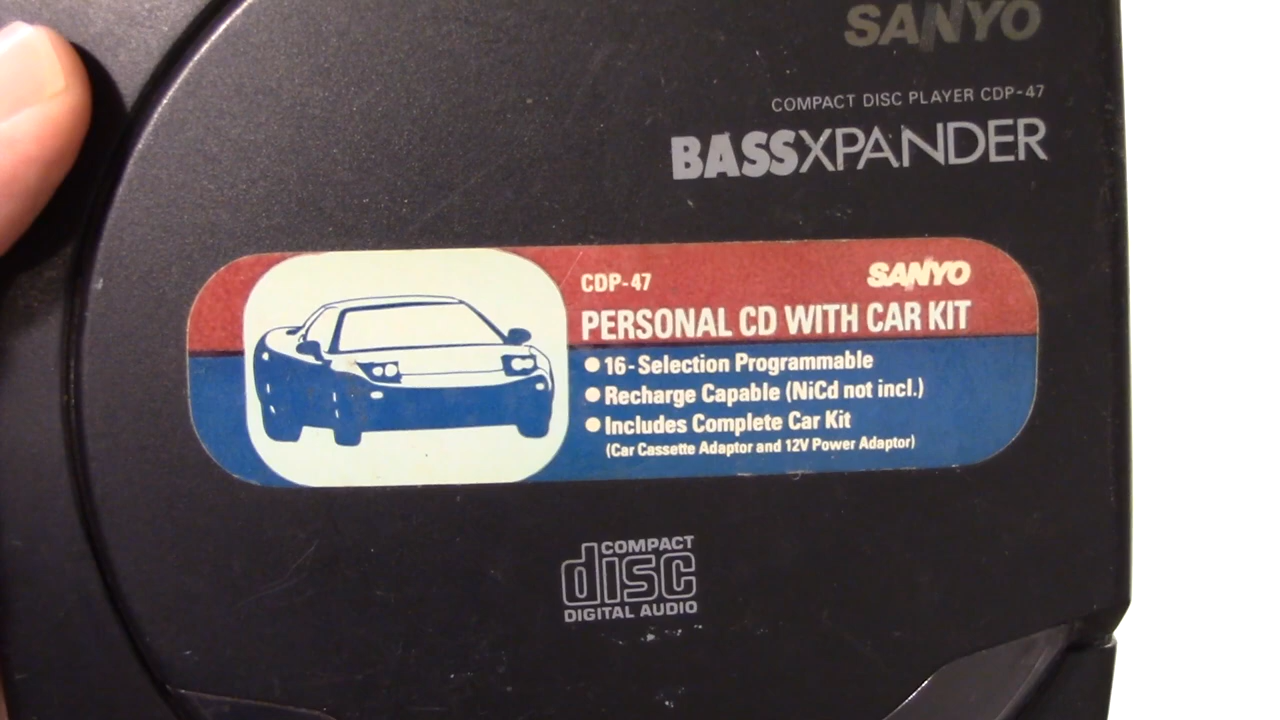 SANYO
COMPACT DISC PLAYER CDP-47
BASSXPANDER
CDP-47
SANYO
PERSONAL CD WITH CAR KIT
●16-Selection Programmable
●Recharge Capable (NiCd not incl.)
●Includes Complete Car Kit
(Car Cassette Adaptor and 12V Power Adaptor)
COMPACT
disc
DIGITAL AUDIO